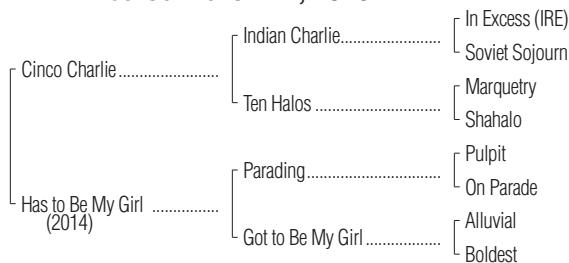 In Excess (IRE)
Indian Charlie
Soviet Sojourn
Cinco Charlie
Marquetry
Ten Halos
Shahalo
Pulpit
Parading
On Parade
Has to Be My Girl
(2014)
Alluvial
Got to Be My Girl
Boldest